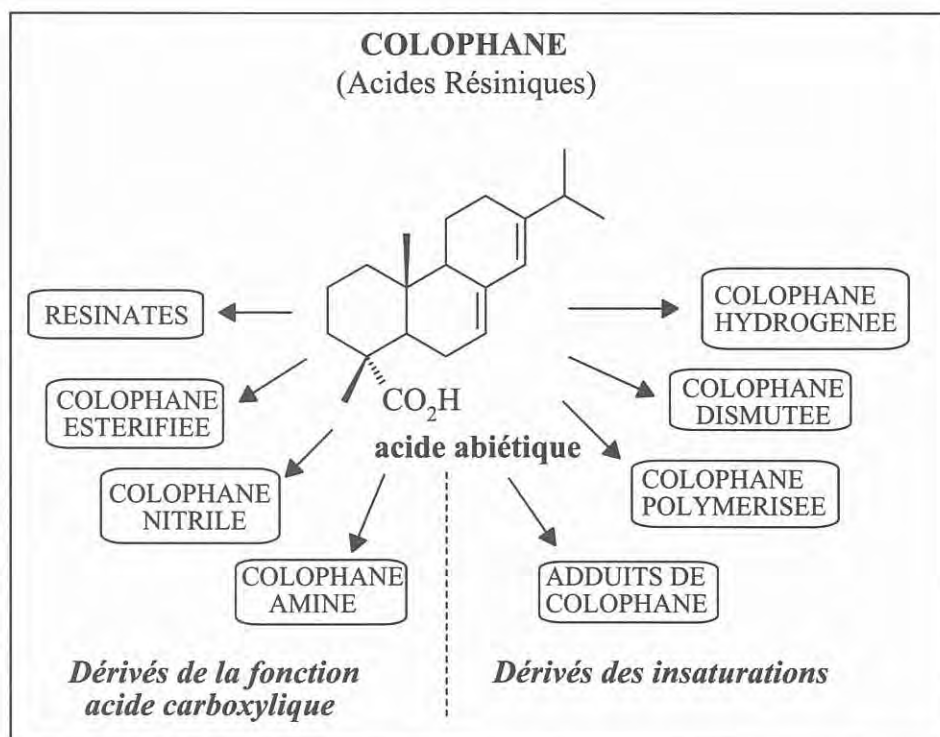 COLOPHANE
(Acides Résiniques)
RESINATES
COLOPHANE
ESTERIFIEE
COLOPHANE
NITRILE
COLOPHANE
AMINE
CO₂H
acide abiétique
COLOPHANE
HYDROGENEE
COLOPHANE
DISMUTEE
COLOPHANE
POLYMERISEE
ADDUITS DE
COLOPHANE
Dérivés de la fonction
acide carboxylique
Dérivés des insaturations